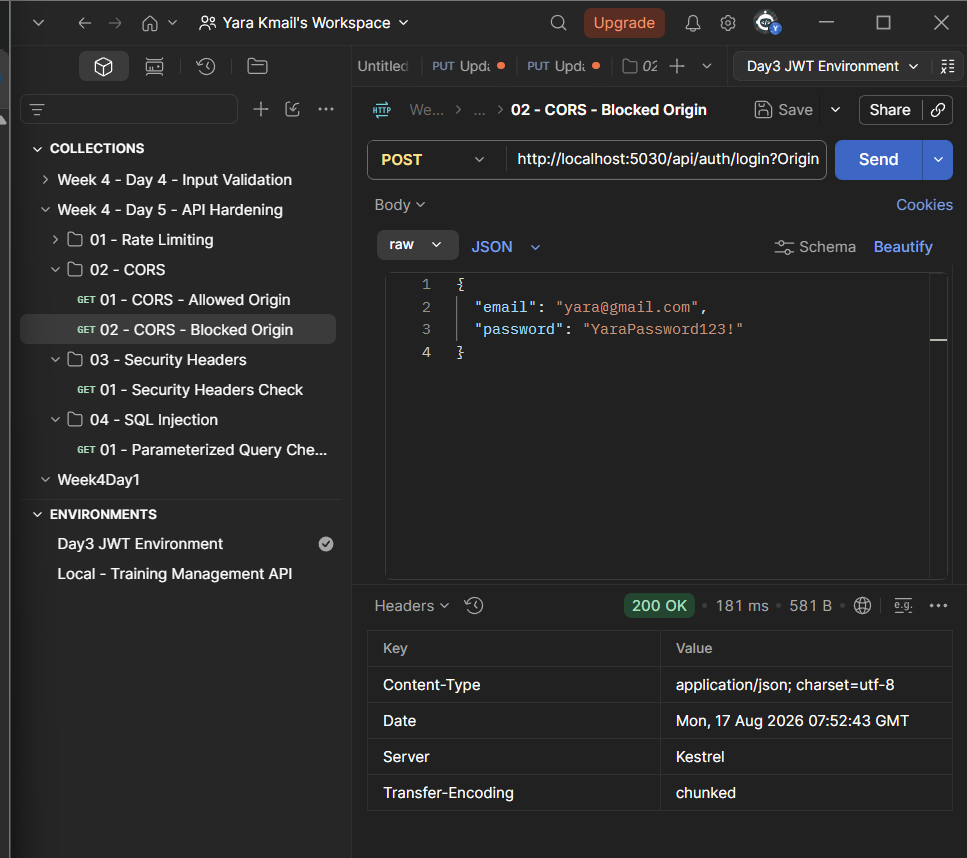 Yara Kmail's Workspace
Upgrade
Y
Untitled
PUT Upda
PUT Upda
02
Day3 JWT Environment
HTTP
We...
...
02 - CORS - Blocked Origin
Save
Share
COLLECTIONS
Week 4 - Day 4 - Input Validation
Week 4 - Day 5 - API Hardening
01 - Rate Limiting
02 - CORS
GET 01 - CORS - Allowed Origin
GET 02 - CORS - Blocked Origin
03 - Security Headers
GET 01 - Security Headers Check
04 - SQL Injection
GET 01 - Parameterized Query Che...
Week4Day1
ENVIRONMENTS
Day3 JWT Environment
Local - Training Management API
POST
http://localhost:5030/api/auth/login?Origin
Send
Body
Cookies
raw
JSON
Schema
Beautify
1 {
2 "email": "yara@gmail.com",
3 "password": "YaraPassword123!"
4 }
Headers
200 OK
181 ms
581 B
e.g.
Key Value
Content-Type application/json; charset=utf-8
Date Mon, 17 Aug 2026 07:52:43 GMT
Server Kestrel
Transfer-Encoding chunked